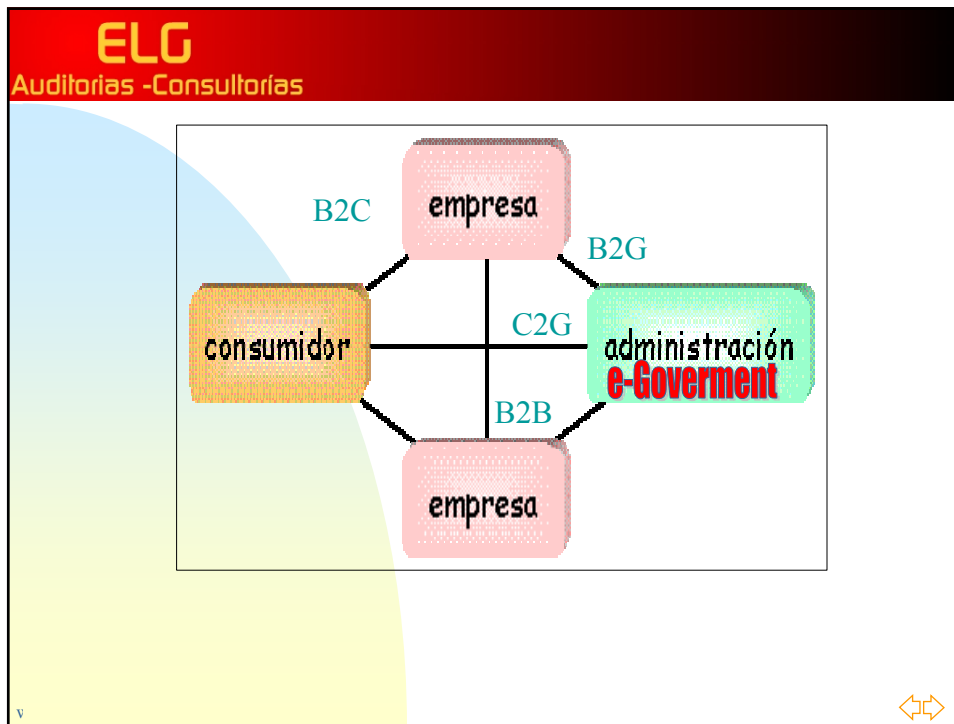 ELG
Auditorias -Consultorías
B2C
empresa
B2G
C2G
consumidor
administración
e-Goverment
B2B
empresa
v